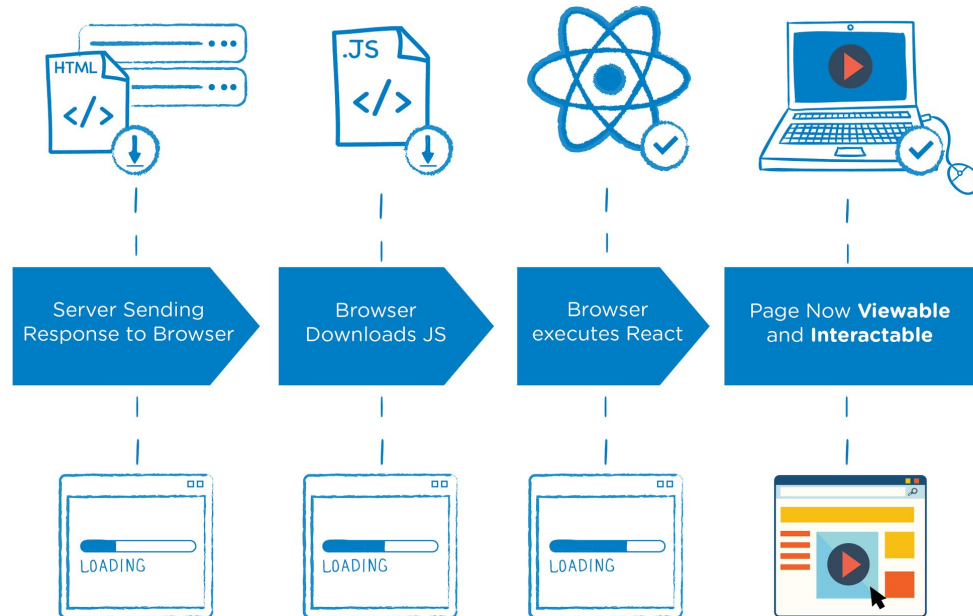 HTML
</>
.JS
</>
Server Sending
Response to Browser
Browser
Downloads JS
Browser
executes React
Page Now Viewable
and Interactable
LOADING
LOADING
LOADING